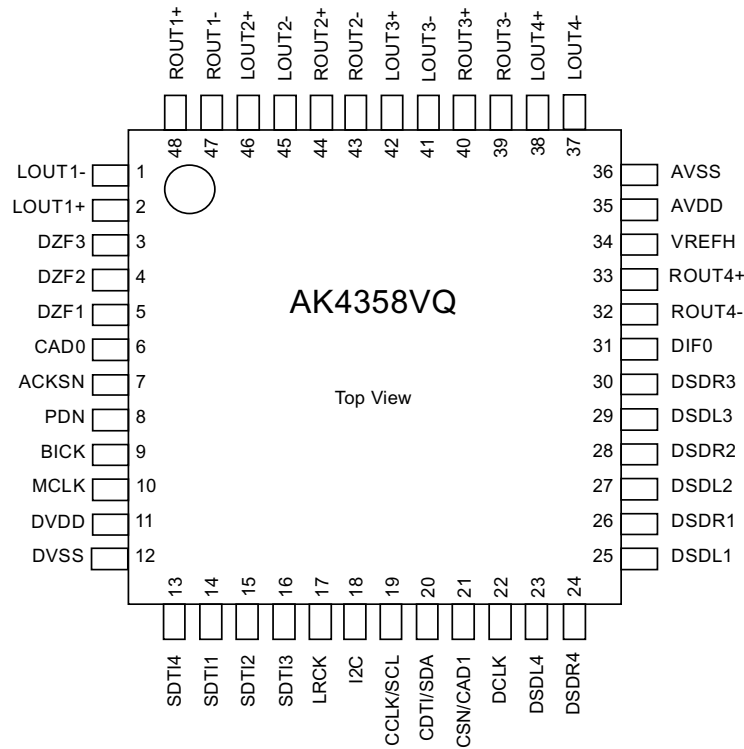 ROUT1+ ROUT1- LOUT2+ LOUT2- ROUT2+ ROUT2- LOUT3+ LOUT3- ROUT3+ ROUT3- LOUT4+ LOUT4-
48 47 46 45 44 43 42 41 40 39 38 37
LOUT1- 1 36 AVSS
LOUT1+ 2 35 AVDD
DZF3 3 34 VREFH
DZF2 4 33 ROUT4+
DZF1 5 32 ROUT4-
CAD0 6 31 DIF0
ACKSN 7 30 DSDR3
PDN 8 29 DSDL3
BICK 9 28 DSDR2
MCLK 10 27 DSDL2
DVDD 11 26 DSDR1
DVSS 12 25 DSDL1
AK4358VQ
Top View
13 14 15 16 17 18 19 20 21 22 23 24
SDTI4 SDTI1 SDTI2 SDTI3 LRCK I2C CCLK/SCL CDTI/SDA CSN/CAD1 DCLK DSDL4 DSDR4